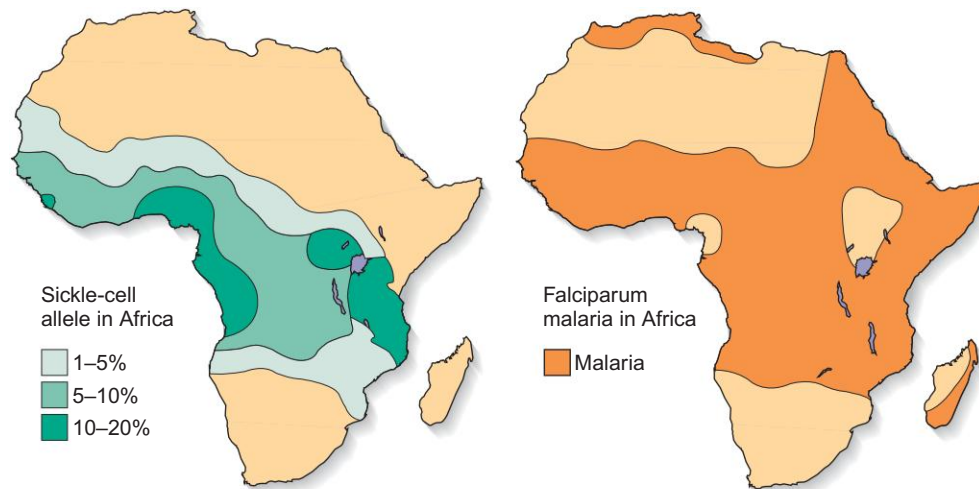 Sickle-cell
allele in Africa
1–5%
5–10%
10–20%
Falciparum
malaria in Africa
Malaria